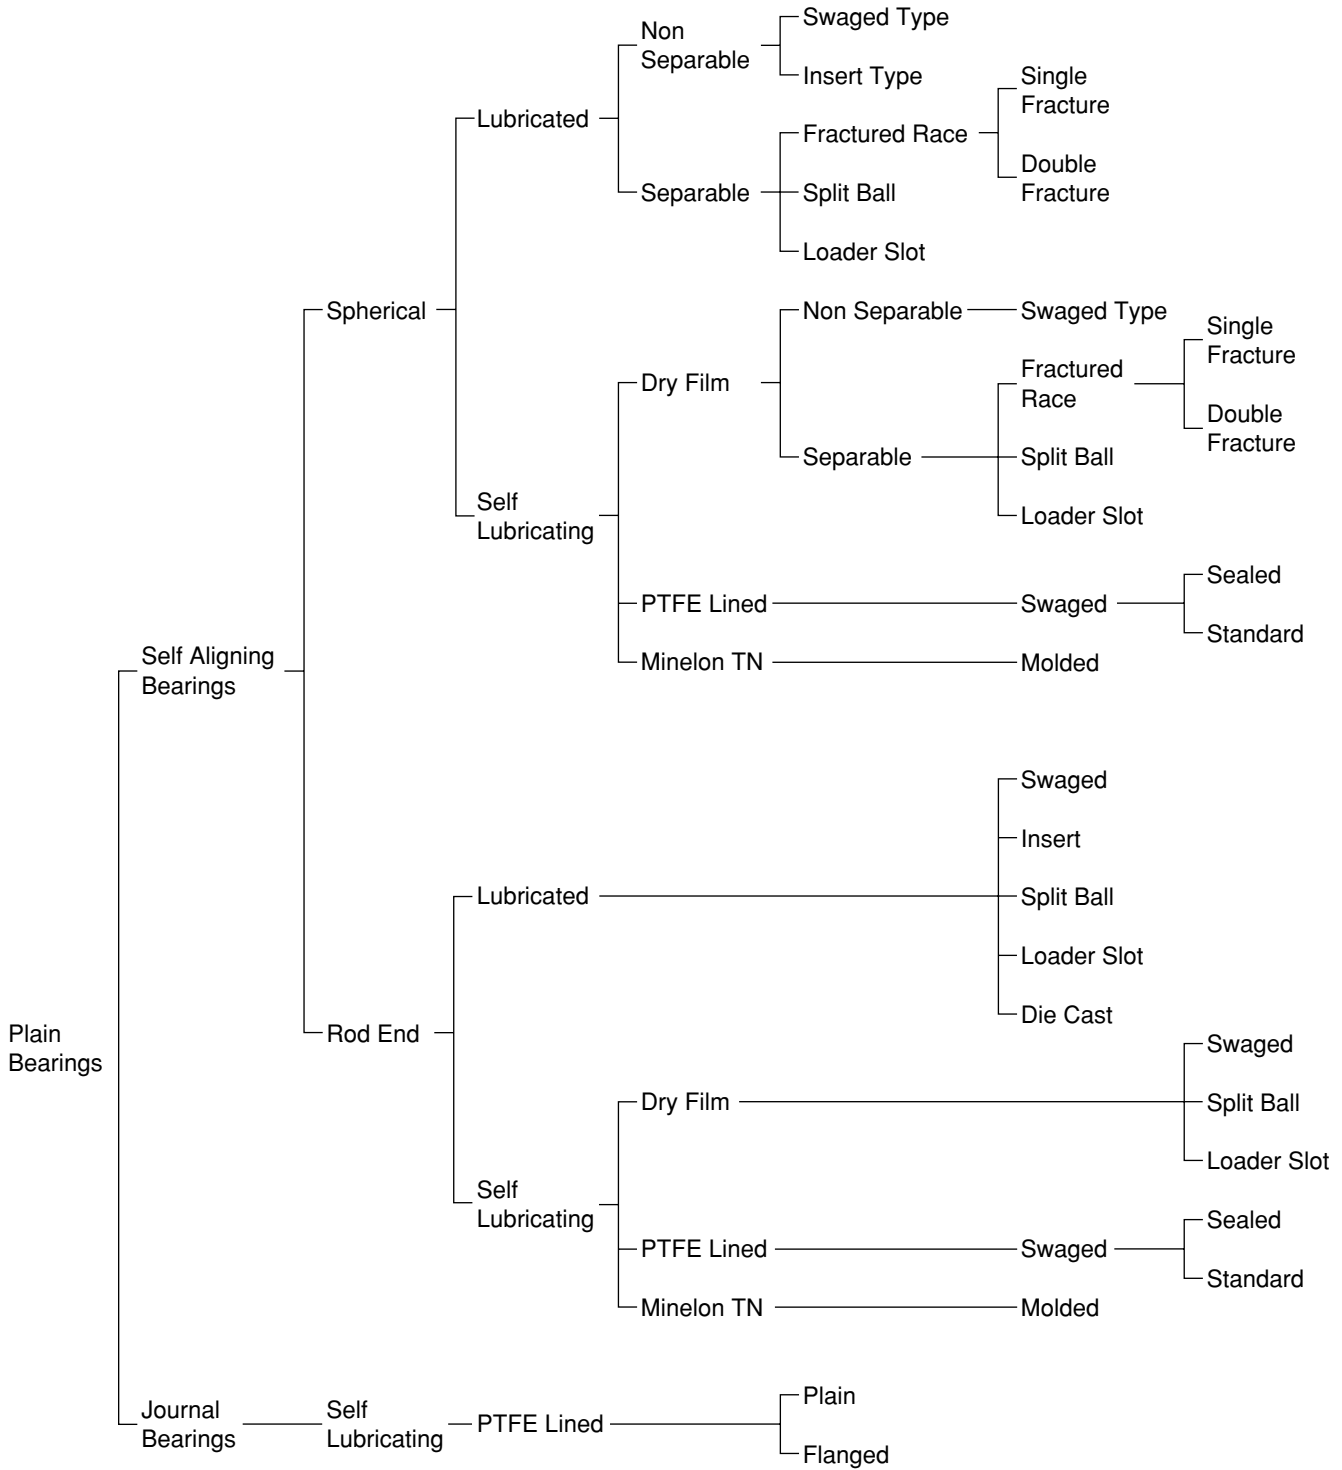 Swaged Type
Non
Separable
Insert Type
Single
Fracture
Lubricated
Fractured Race
Double
Fracture
Separable
Split Ball
Loader Slot
Spherical
Non Separable
Swaged Type
Single
Fracture
Dry Film
Fractured
Race
Double
Fracture
Separable
Split Ball
Self
Lubricating
Loader Slot
Sealed
PTFE Lined
Swaged
Standard
Self Aligning
Bearings
Minelon TN
Molded
Swaged
Insert
Lubricated
Split Ball
Loader Slot
Die Cast
Plain
Bearings
Rod End
Swaged
Dry Film
Split Ball
Loader Slot
Self
Lubricating
Sealed
PTFE Lined
Swaged
Standard
Minelon TN
Molded
Plain
Journal
Bearings
Self
Lubricating
PTFE Lined
Flanged